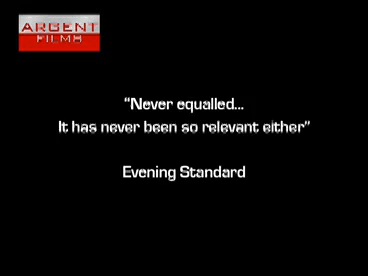 ARGENT
FILMS
“Never equalled...
It has never been so relevant either”
Evening Standard